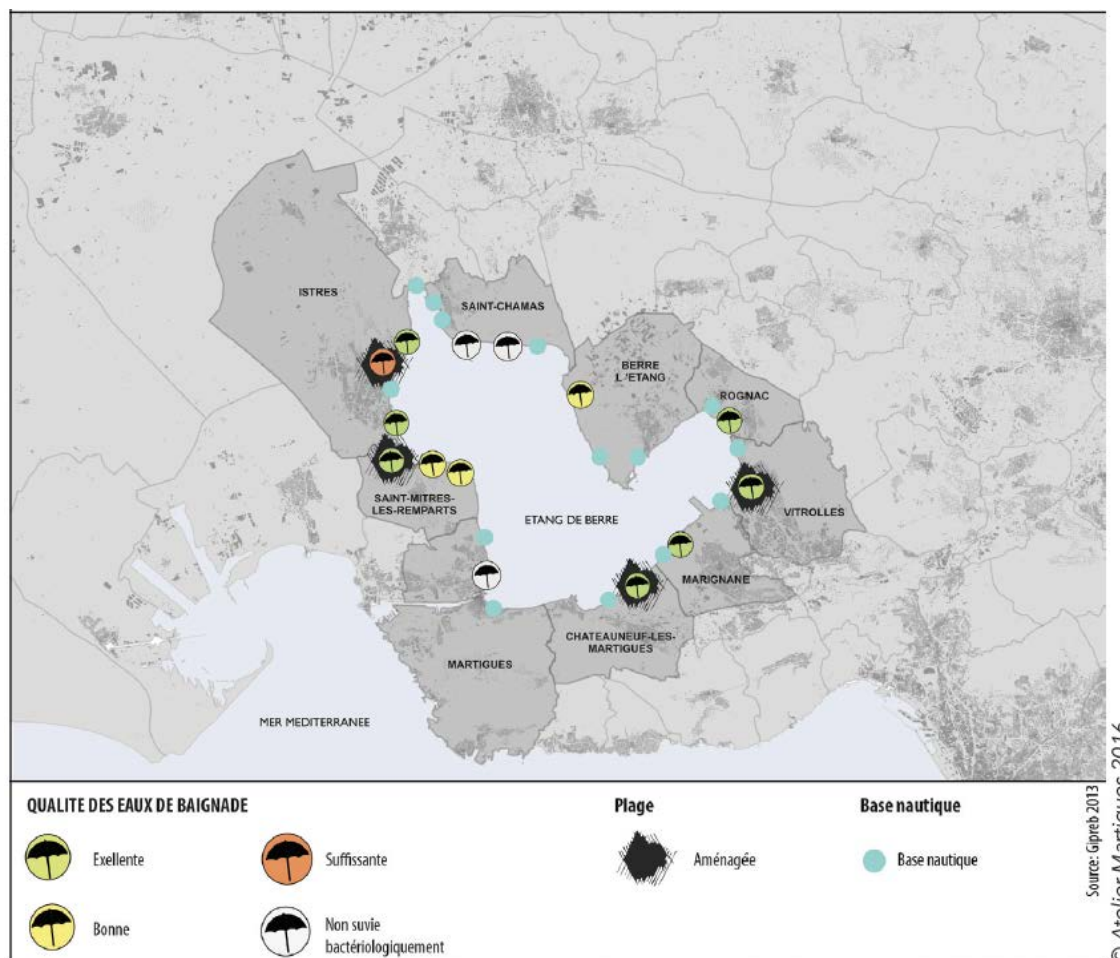 ISTRES
SAINT-CHAMAS
BERRE
L 'ETANG
ROGNAC
SAINT-MITRES-
LES-REMPARTS
ETANG DE BERRE
VITROLLES
MARIGNANE
CHATEAUNEUF-LES-
MARTIGUES
MARTIGUES
MER MEDITERRANEE
QUALITE DES EAUX DE BAIGNADE
Exellente
Suffissante
Bonne
Non suvie
bactériologiquement
Plage
Aménagée
Base nautique
Base nautique
Source: Gipreb 2013
© Atelier Martigues 2016